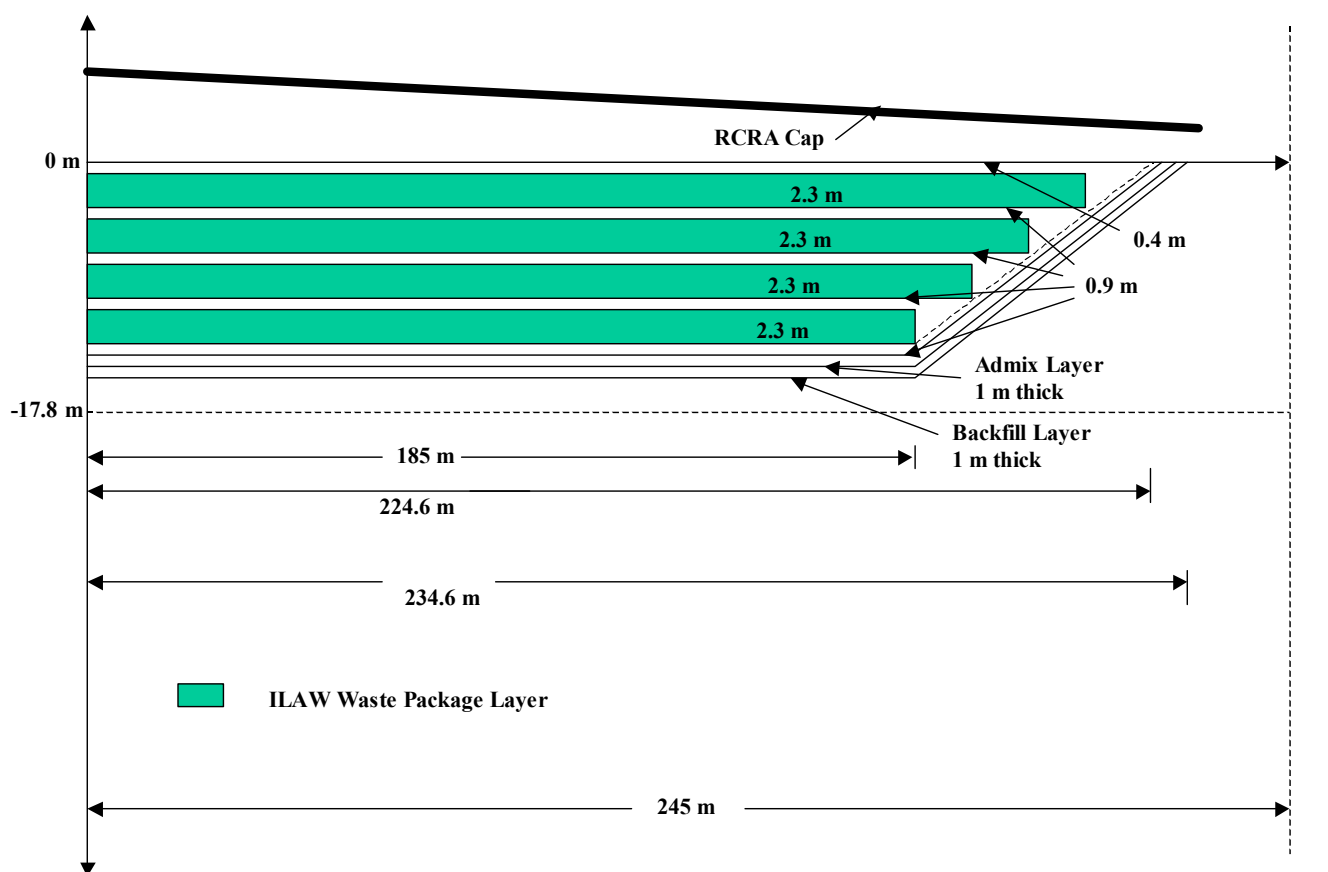 RCRA Cap
0 m
2.3 m
2.3 m
0.4 m
2.3 m
0.9 m
2.3 m
Admix Layer
1 m thick
-17.8 m
Backfill Layer
1 m thick
185 m
224.6 m
234.6 m
ILAW Waste Package Layer
245 m